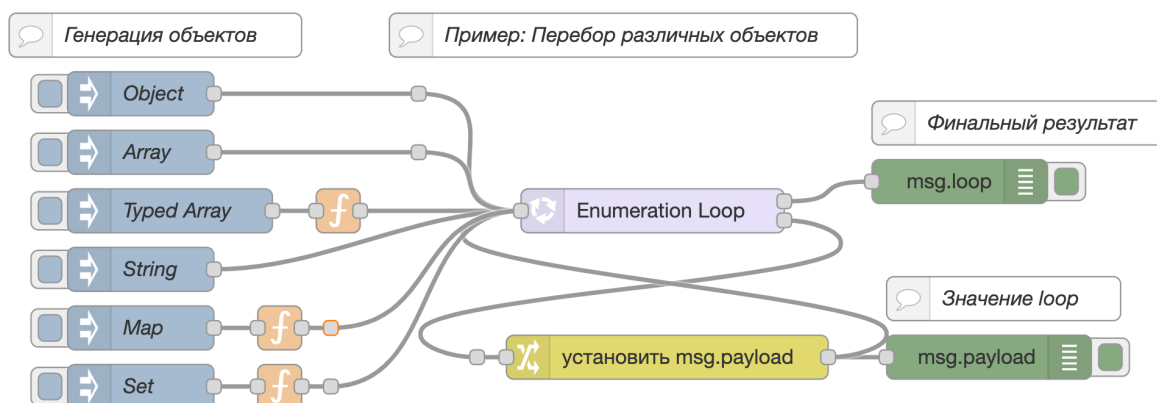 Генерация объектов
Пример: Перебор различных объектов
Object
Array
Typed Array
String
Map
Set
Enumeration Loop
установить msg.payload
Финальный результат
msg.loop
Значение loop
msg.payload